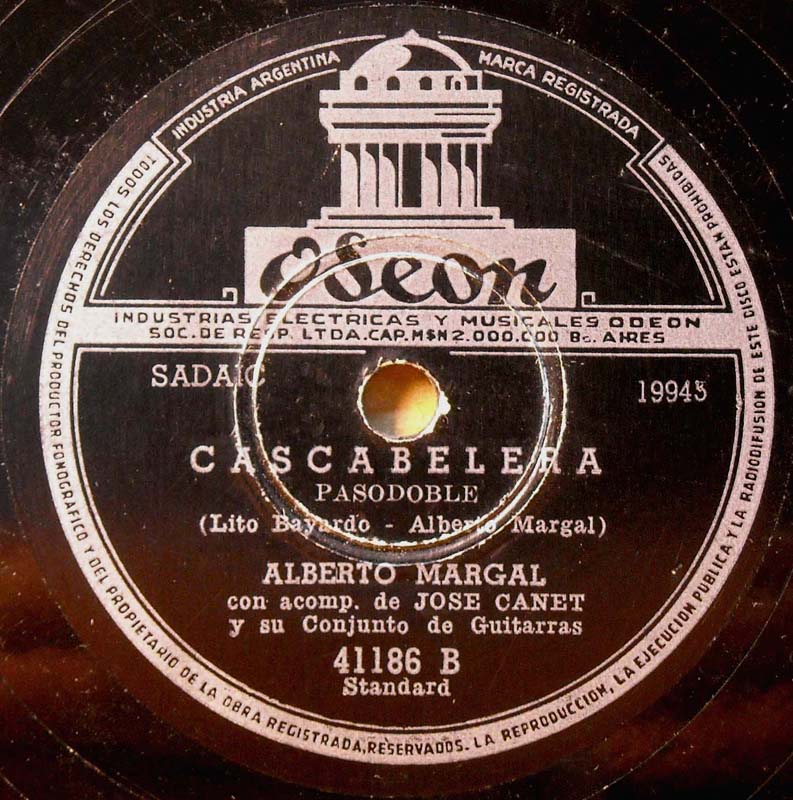 INDUSTRIA ARGENTINA
MARCA REGISTRADA
Odeon
INDUSTRIAS ELECTRICAS Y MUSICALES ODEON
SOC. DE RESP. LTDA. CAP. M$N 2.000.000 Bs. AIRES
SADAIC
19943
CASCABELERA
PASODOBLE
(Lito Bayardo - Alberto Margal)
ALBERTO MARGAL
con acomp. de JOSE CANET
y su Conjunto de Guitarras
41186 B
Standard
TODOS LOS DERECHOS DEL PRODUCTOR FONOGRAFICO Y DEL PROPIETARIO DE LA OBRA REGISTRADA, RESERVADOS. LA REPRODUCCION, LA EJECUCION PUBLICA Y LA RADIODIFUSION DE ESTE DISCO ESTAN PROHIBIDAS